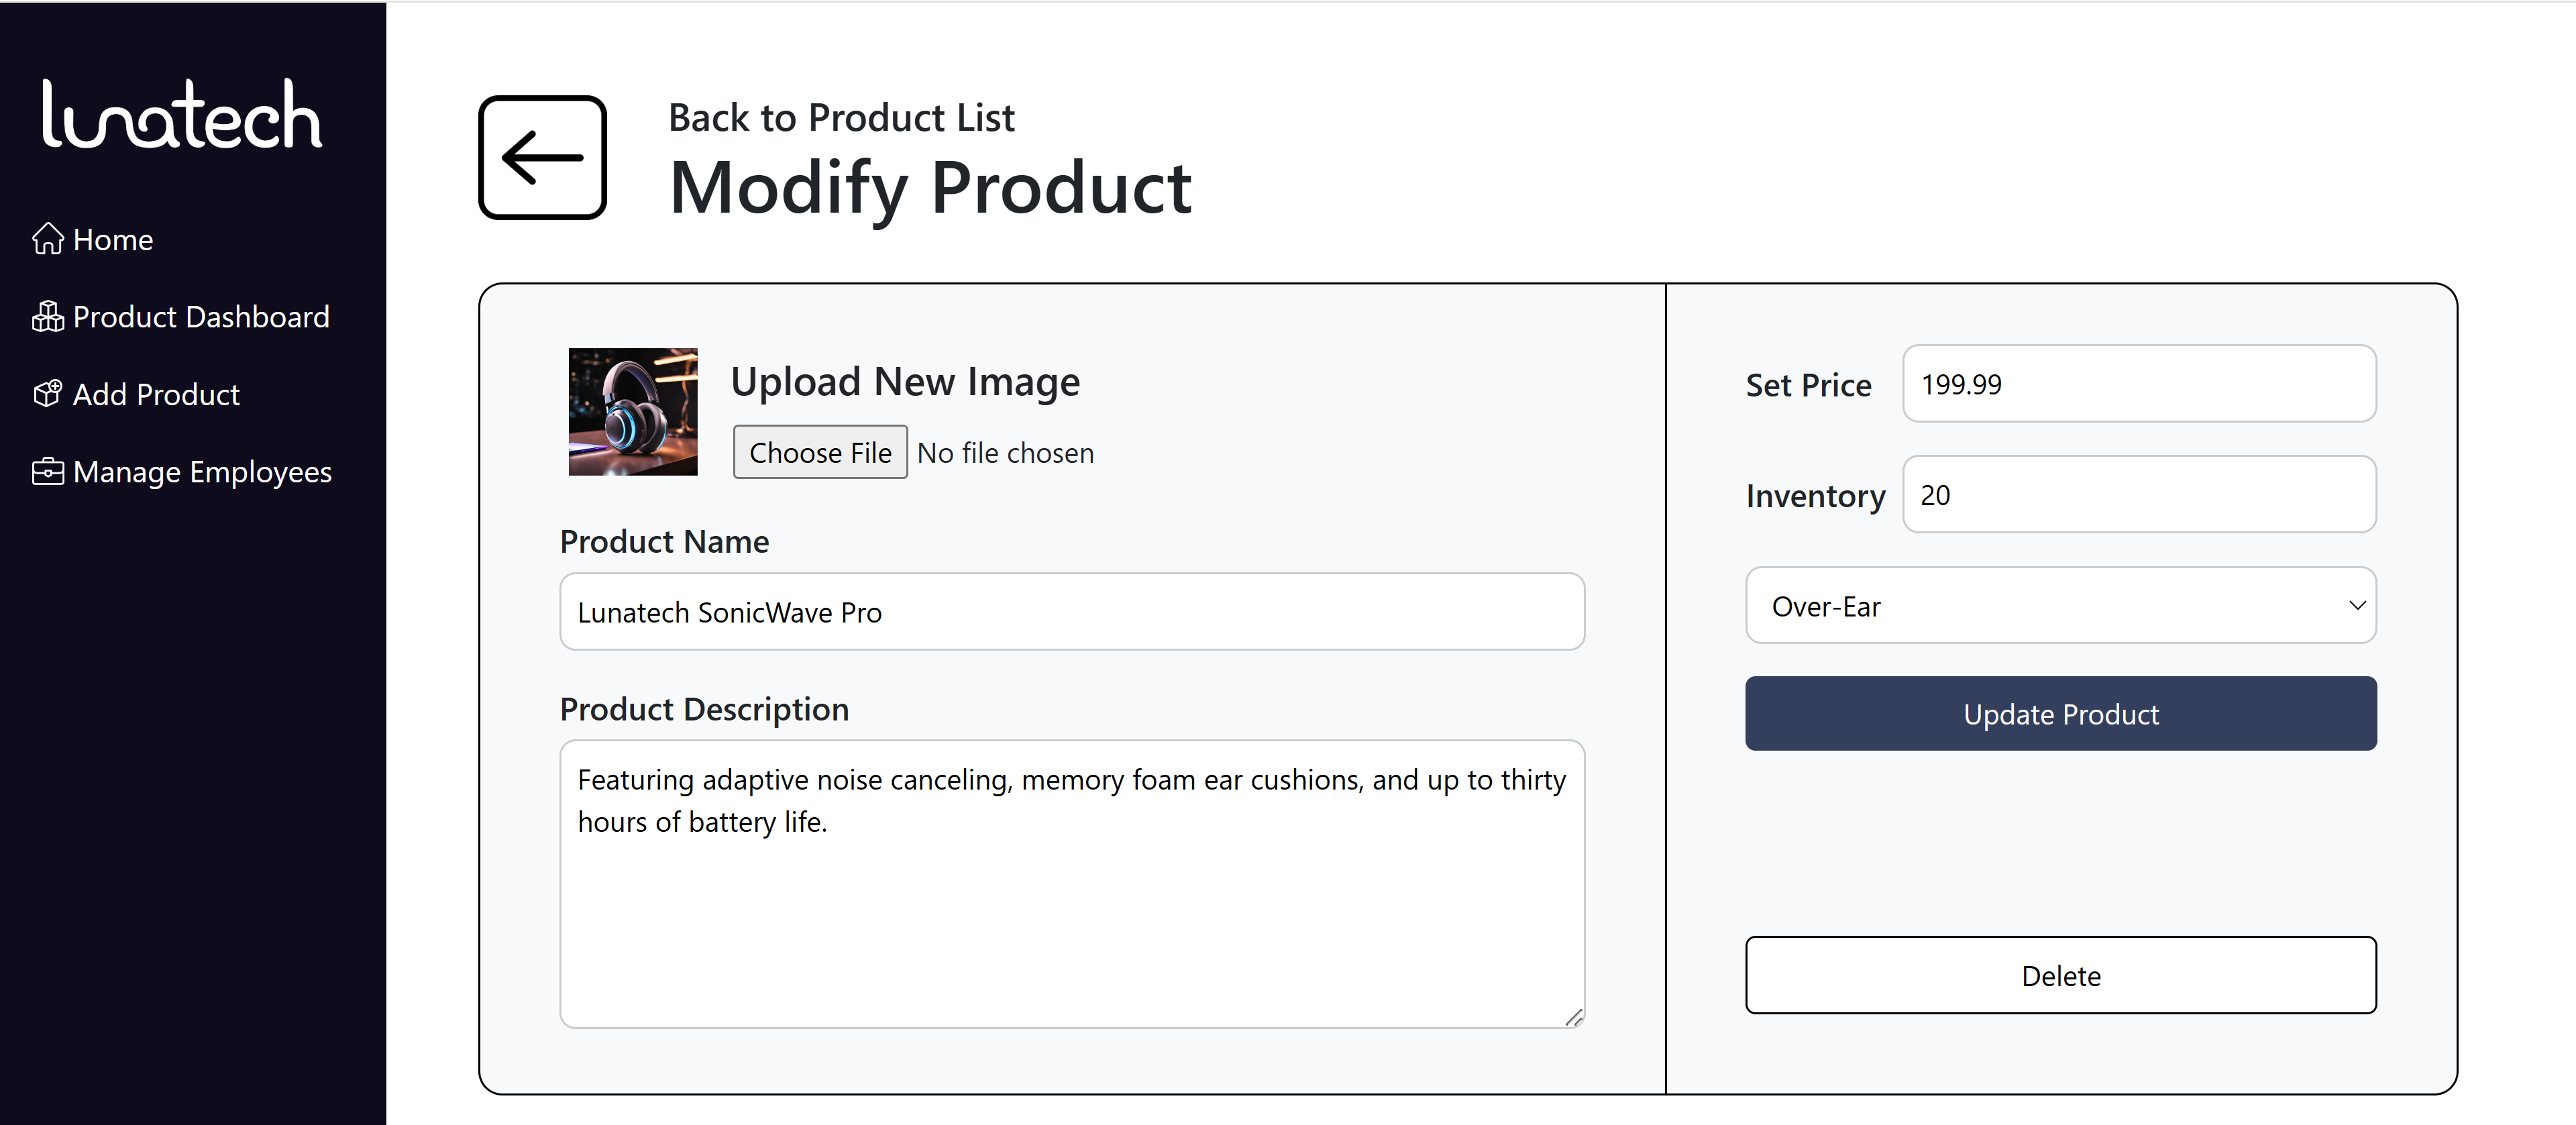 lunatech
Home
Product Dashboard
Add Product
Manage Employees
Back to Product List
Modify Product
Upload New Image
Choose File No file chosen
Product Name
Lunatech SonicWave Pro
Product Description
Featuring adaptive noise canceling, memory foam ear cushions, and up to thirty
hours of battery life.
Set Price 199.99
Inventory 20
Over-Ear
Update Product
Delete